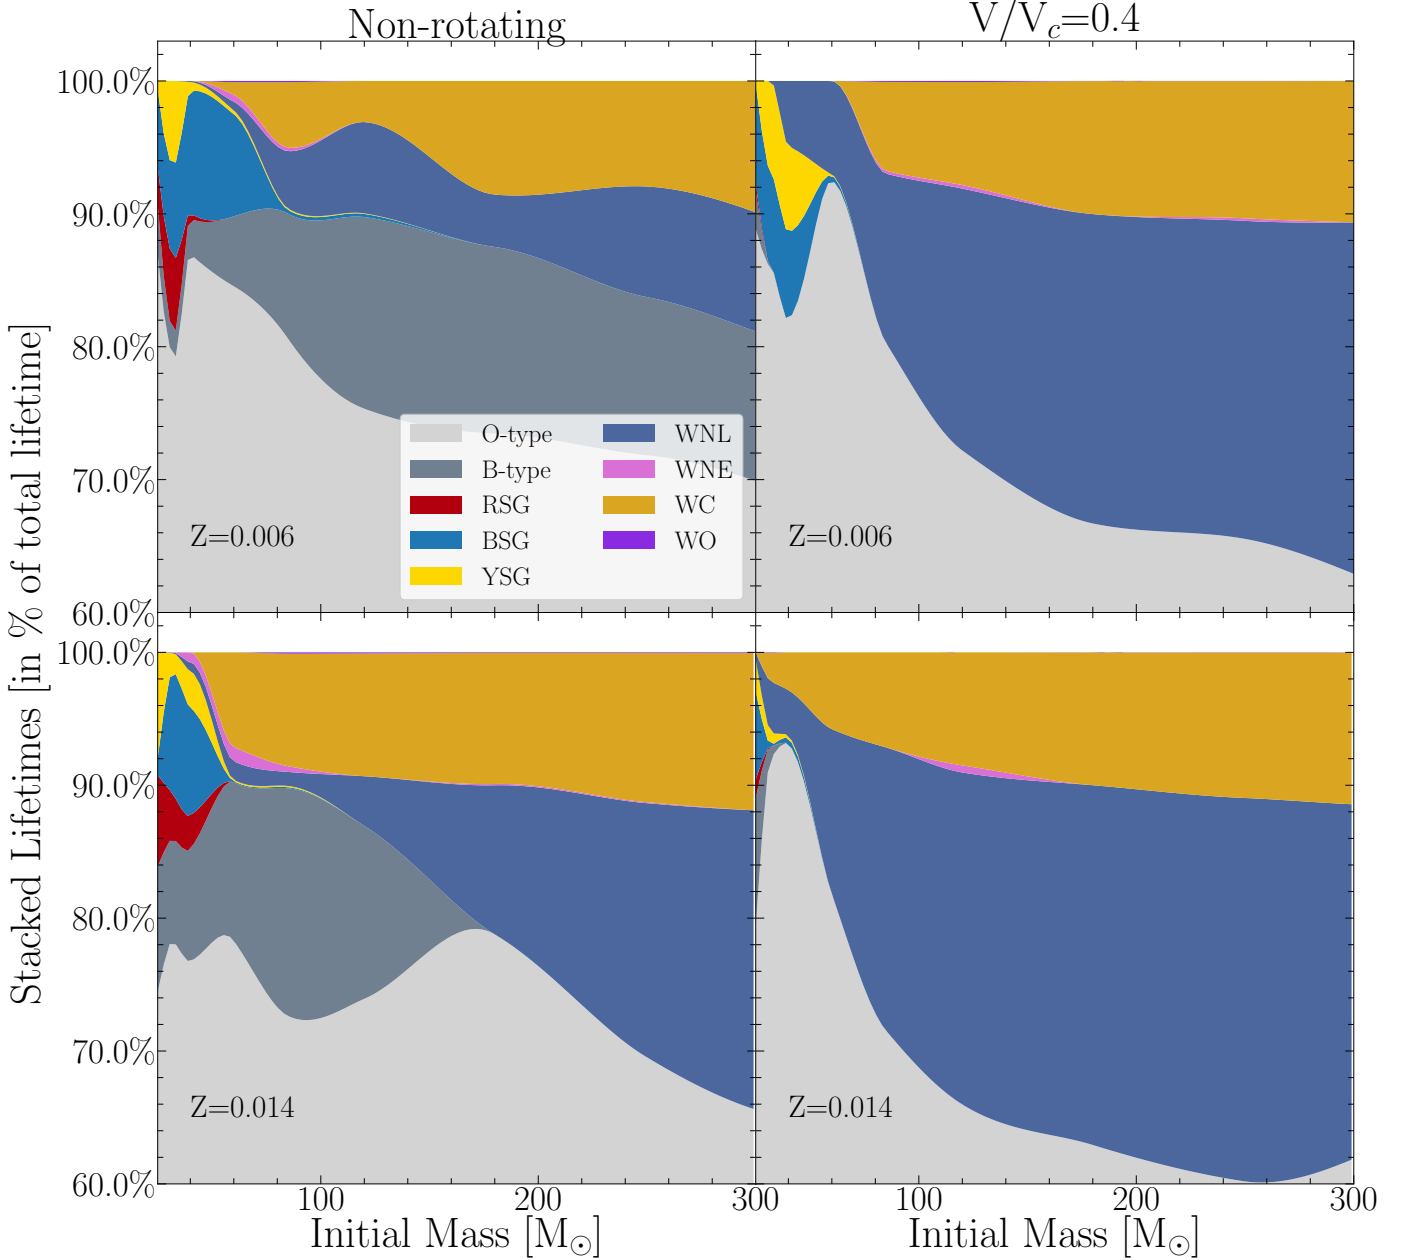 Non-rotating
V/Vc=0.4
Stacked Lifetimes [in % of total lifetime]
100.0%
90.0%
80.0%
70.0%
60.0%
O-type
B-type
RSG
BSG
YSG
WNL
WNE
WC
WO
Z=0.006
Z=0.006
100.0%
90.0%
80.0%
70.0%
60.0%
Z=0.014
Z=0.014
100
200
300
100
200
300
Initial Mass [M☉]
Initial Mass [M☉]